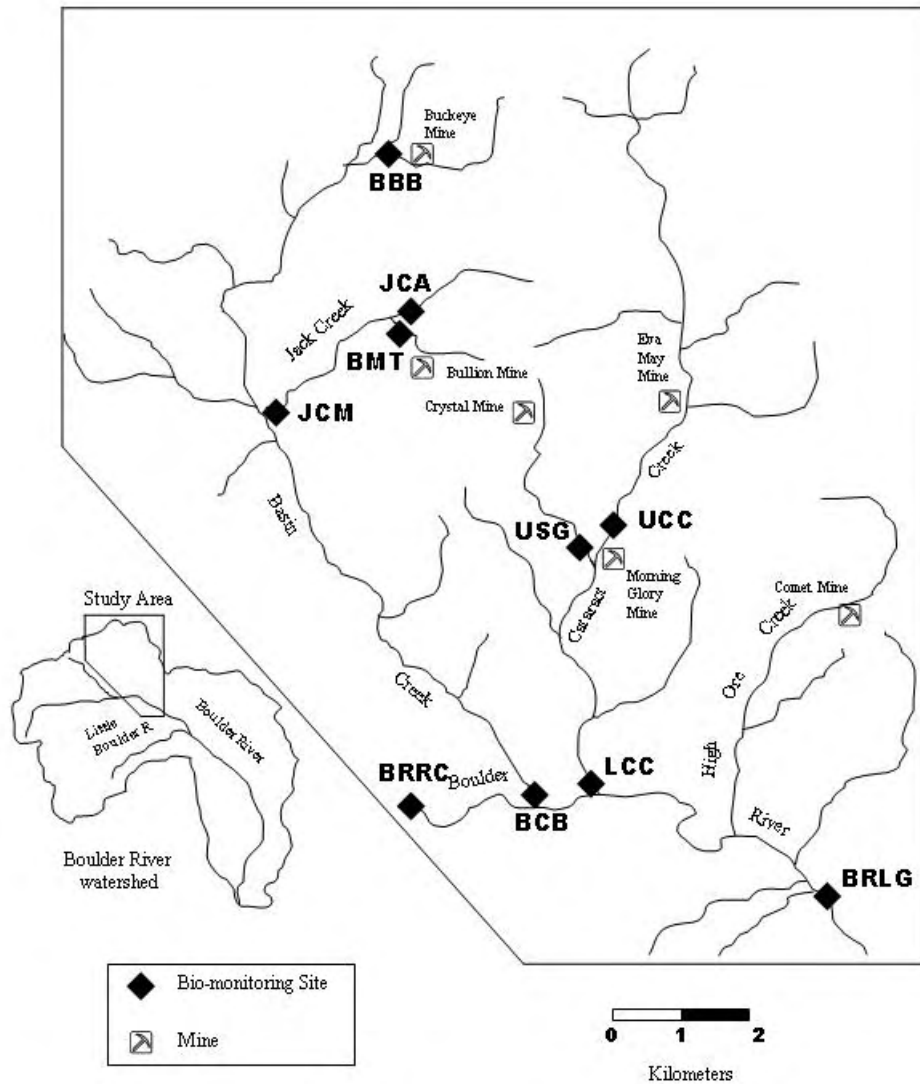 Buckeye
Mine
BBB
JCA
Jack Creek
BMT
Bullion Mine
Eva
May
Mine
Crystal Mine
JCM
Creek
Basin
USG
UCC
Morning
Glory
Mine
Cataract
Comet Mine
Study Area
High Ore Creek
Creek
Little
Boulder R
Boulder River
BRRC
Boulder
LCC
BCB
River
BRLG
Boulder River
watershed
Bio-monitoring Site
Mine
0 1 2
Kilometers